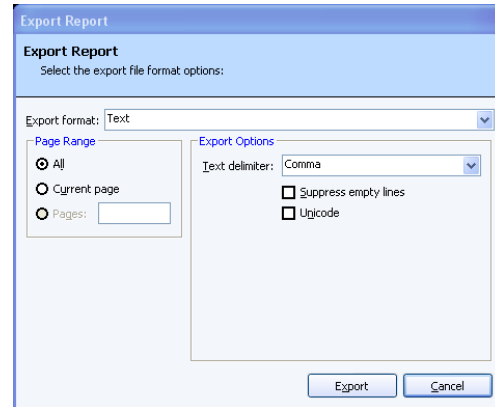 Export Report
Export Report
Select the export file format options:
Export format: Text
Page Range
All
Current page
Pages:
Export Options
Text delimiter: Comma
Suppress empty lines
Unicode
Export
Cancel